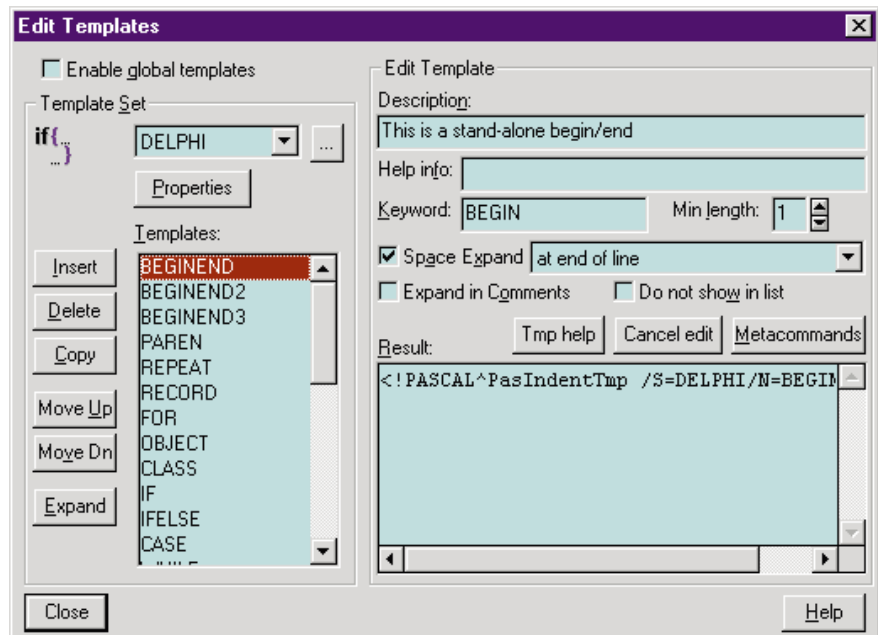 Edit Templates
Enable global templates
Template Set
if{...
...}
DELPHI
...
Properties
Templates:
Insert
Delete
Copy
Move Up
Move Dn
Expand
BEGINEND
BEGINEND2
BEGINEND3
PAREN
REPEAT
RECORD
FOR
OBJECT
CLASS
IF
IFELSE
CASE
Edit Template
Description:
This is a stand-alone begin/end
Help info:
Keyword: BEGIN
Min length: 1
Space Expand at end of line
Expand in Comments
Do not show in list
Tmp help
Cancel edit
Metacommands
Result:
<!PASCAL^PasIndentTmp /S=DELPHI/N=BEGIN
Close
Help